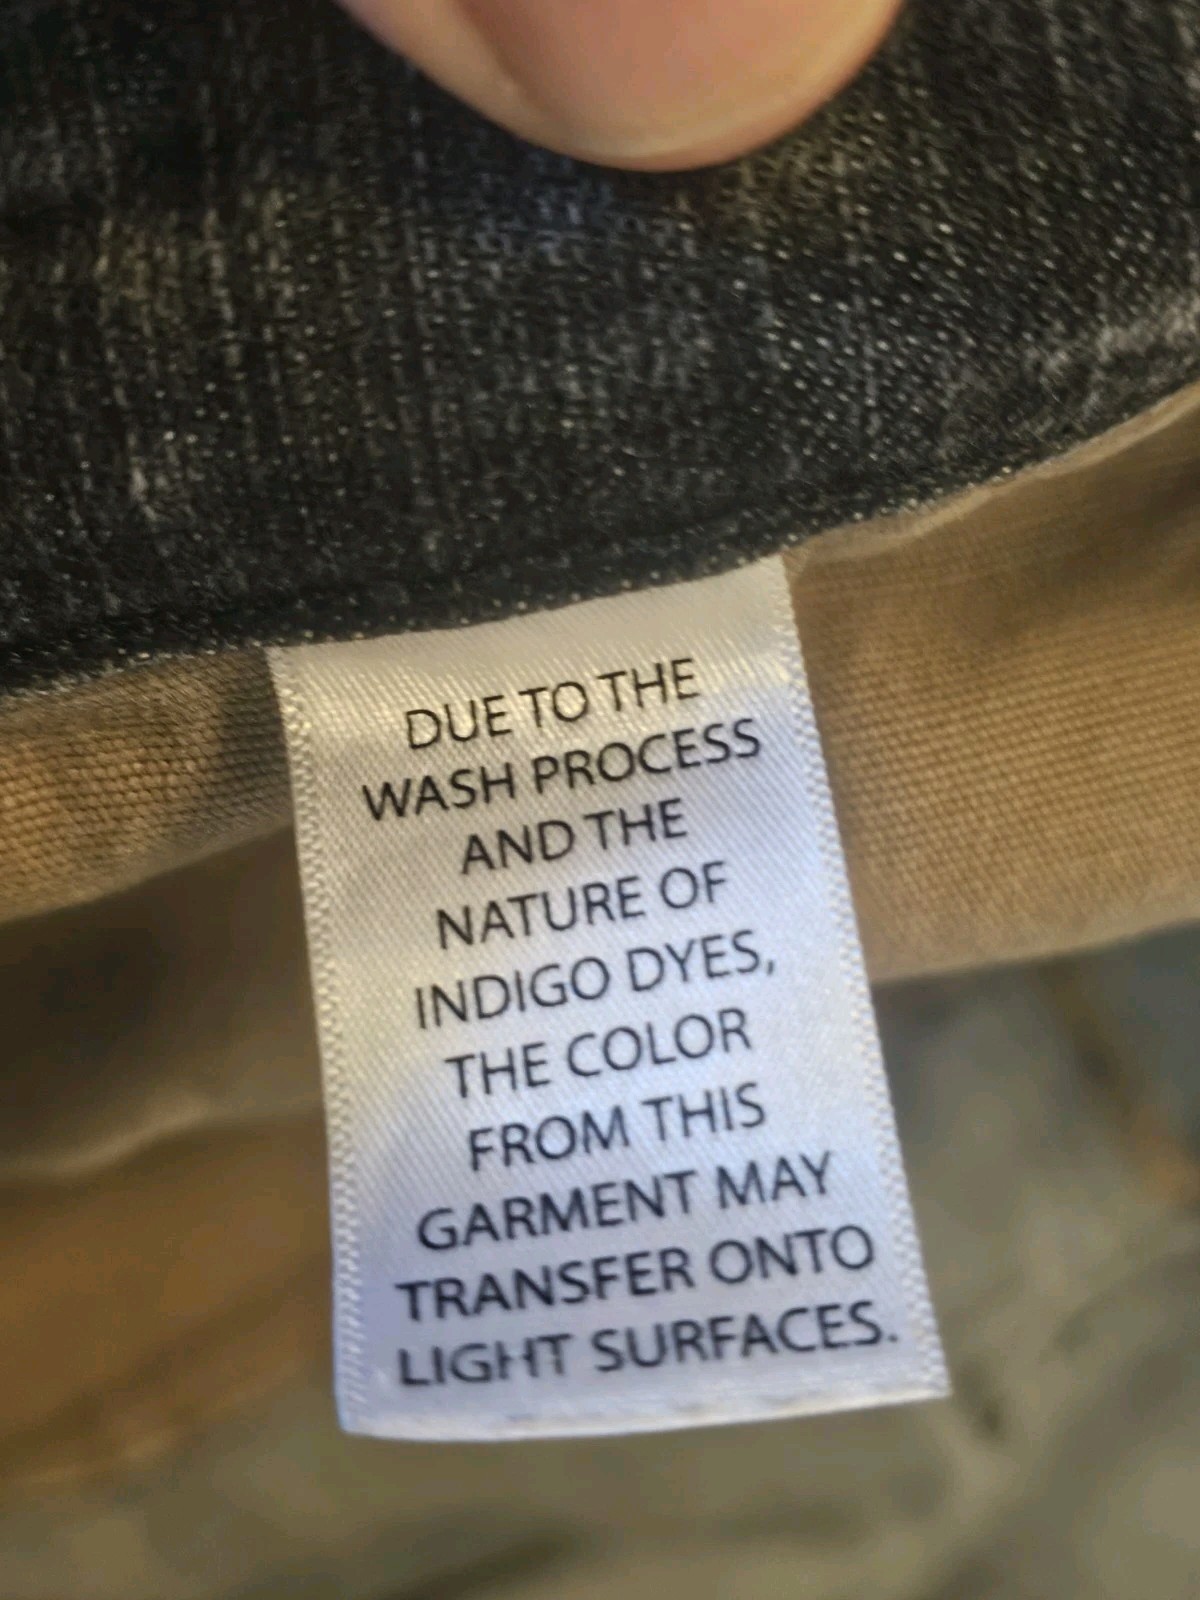 DUE TO THE
WASH PROCESS
AND THE
NATURE OF
INDIGO DYES,
THE COLOR
FROM THIS
GARMENT MAY
TRANSFER ONTO
LIGHT SURFACES.